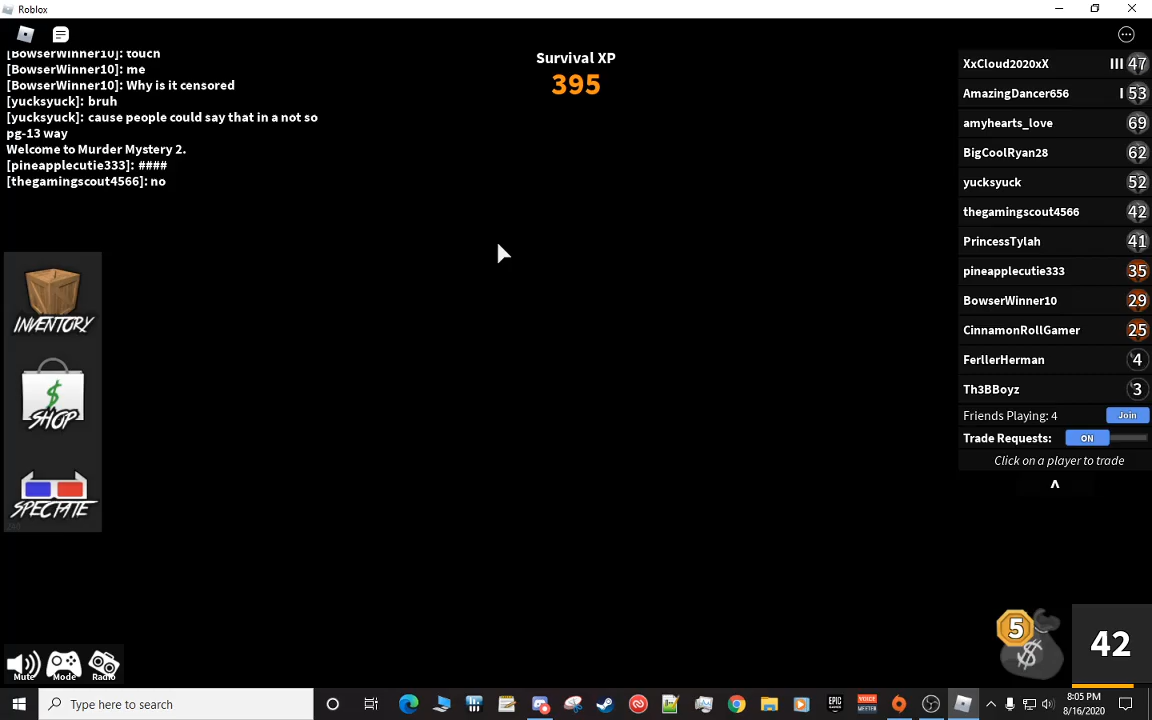 Roblox
[BowserWinner10]: touch
[BowserWinner10]: me
[BowserWinner10]: Why is it censored
[yucksyuck]: bruh
[yucksyuck]: cause people could say that in a not so
pg-13 way
Welcome to Murder Mystery 2.
[pineapplecutie333]: ####
[thegamingscout4566]: no
Survival XP
395
XxCloud2020xX III 47
AmazingDancer656 I 53
amyhearts_love 69
BigCoolRyan28 62
yucksyuck 52
thegamingscout4566 42
PrincessTylah 41
pineapplecutie333 35
BowserWinner10 29
CinnamonRollGamer 25
FerllerHerman 4
Th3BBoyz 3
Friends Playing: 4 Join
Trade Requests: ON
Click on a player to trade
INVENTORY
$
SHOP
SPECTATE
5
$
42
Mute Mode Radio
Type here to search
EPIC
VOICE
MEETER
8:05 PM
8/16/2020